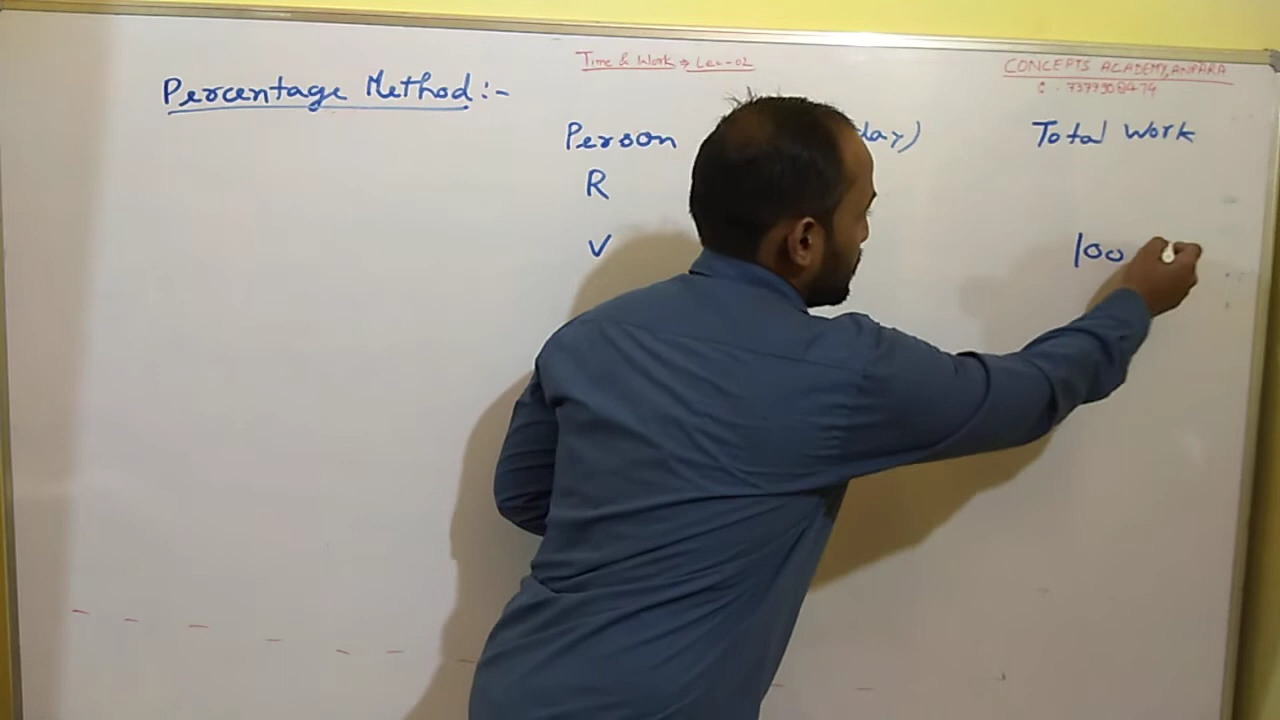 Time & Work → Lec-02
CONCEPTS ACADEMY, ANPARA
Percentage Method :-
Person day) Total Work
R
V 100